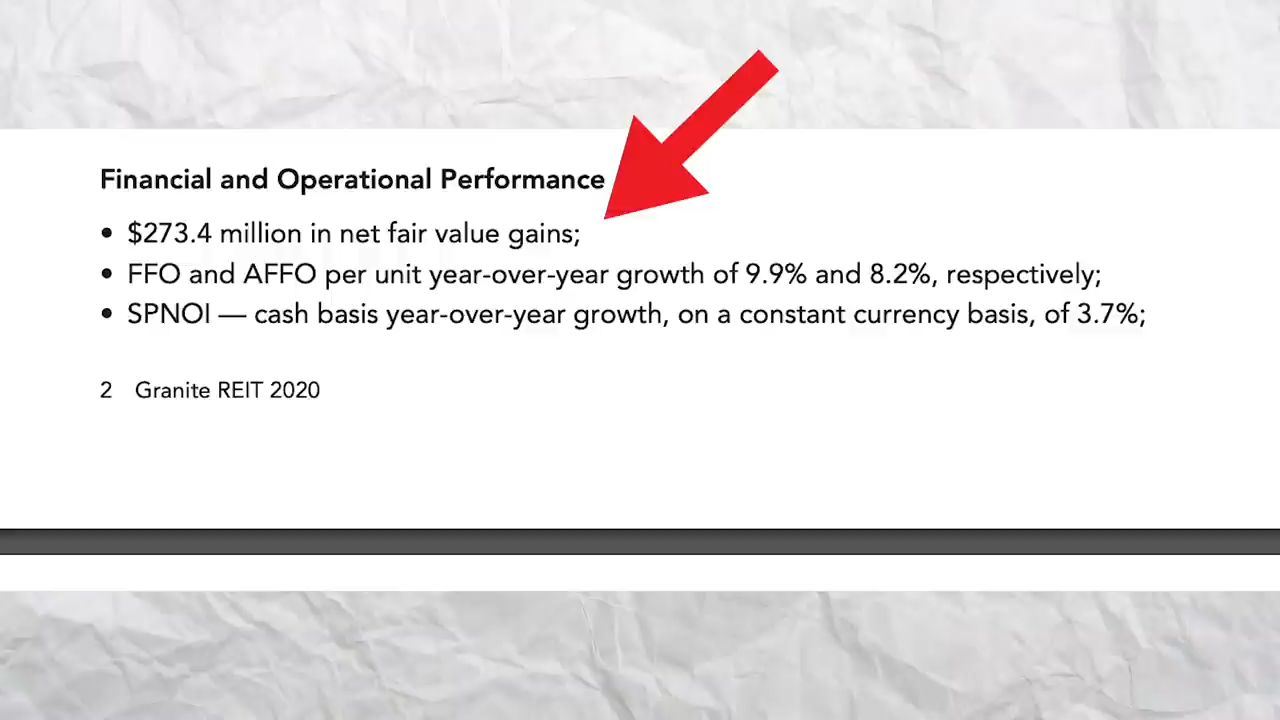 Financial and Operational Performance
• $273.4 million in net fair value gains;
• FFO and AFFO per unit year-over-year growth of 9.9% and 8.2%, respectively;
• SPNOI — cash basis year-over-year growth, on a constant currency basis, of 3.7%;
2 Granite REIT 2020